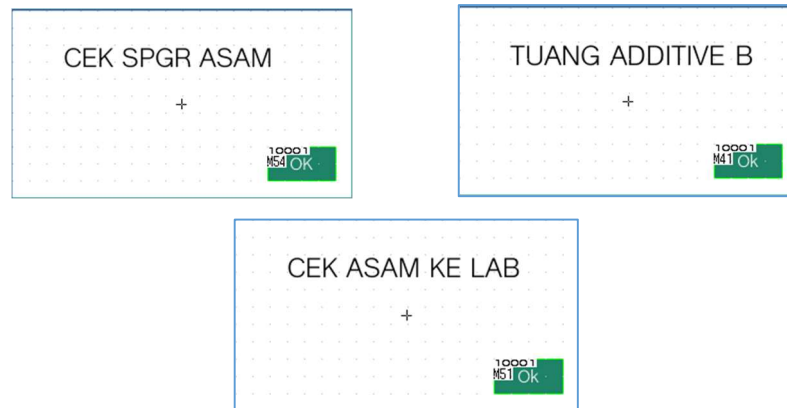 CEK SPGR ASAM
10001
M54 OK
TUANG ADDITIVE B
10001
M41 Ok
CEK ASAM KE LAB
10001
M51 Ok